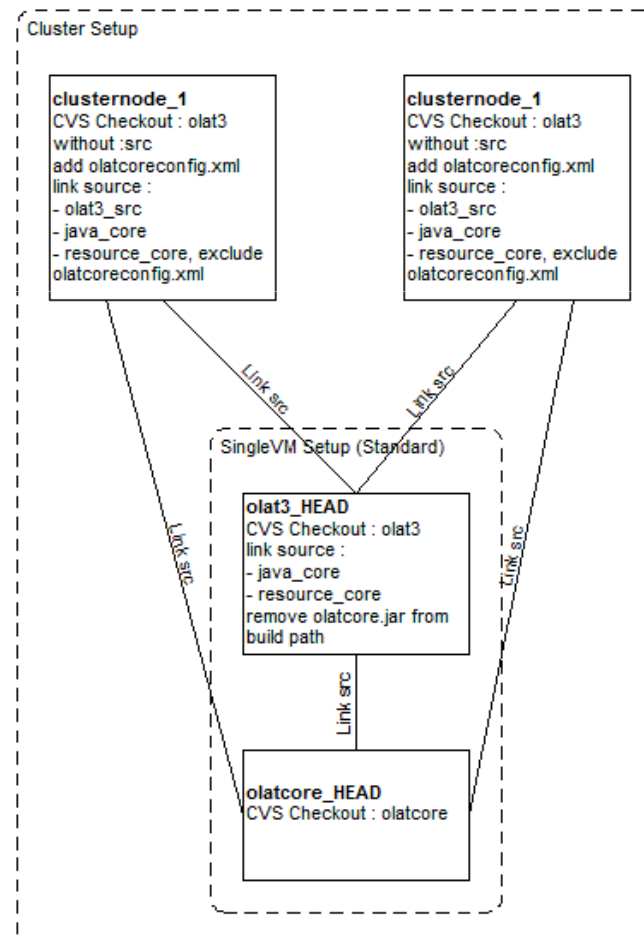 Cluster Setup
clusternode_1
CVS Checkout : olat3
without :src
add olatcoreconfig.xml
link source :
- olat3_src
- java_core
- resource_core, exclude
olatcoreconfig.xml
clusternode_1
CVS Checkout : olat3
without :src
add olatcoreconfig.xml
link source :
- olat3_src
- java_core
- resource_core, exclude
olatcoreconfig.xml
Link src
Link src
SingleVM Setup (Standard)
olat3_HEAD
CVS Checkout : olat3
link source :
- java_core
- resource_core
remove olatcore.jar from
build path
Link src
Link src
Link src
olatcore_HEAD
CVS Checkout : olatcore